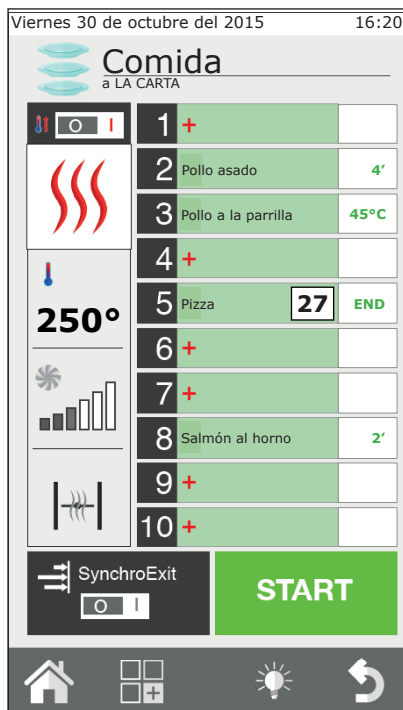 Viernes 30 de octubre del 2015 16:20
Comida
a LA CARTA
O I
1 +
2 Pollo asado 4’
3 Pollo a la parrilla 45°C
4 +
250°
5 Pizza 27 END
6 +
7 +
8 Salmón al horno 2’
9 +
10 +
SynchroExit
O I
START